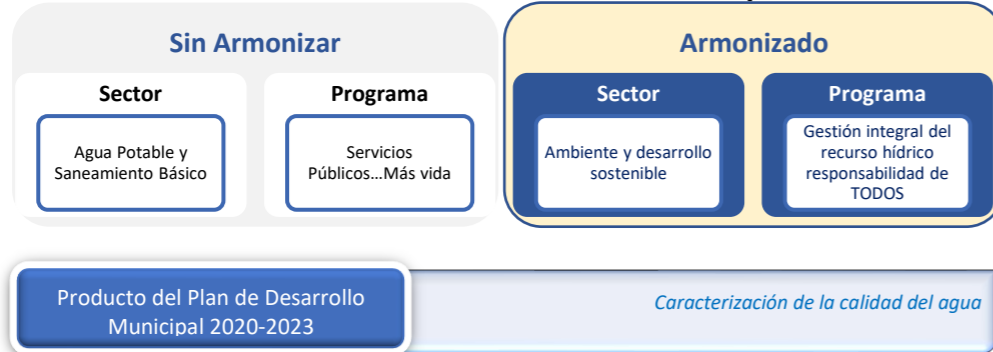 Sin Armonizar
Sector
Agua Potable y
Saneamiento Básico
Programa
Servicios
Públicos...Más vida
Armonizado
Sector
Ambiente y desarrollo
sostenible
Programa
Gestión integral del
recurso hídrico
responsabilidad de
TODOS
Producto del Plan de Desarrollo
Municipal 2020-2023
Caracterización de la calidad del agua